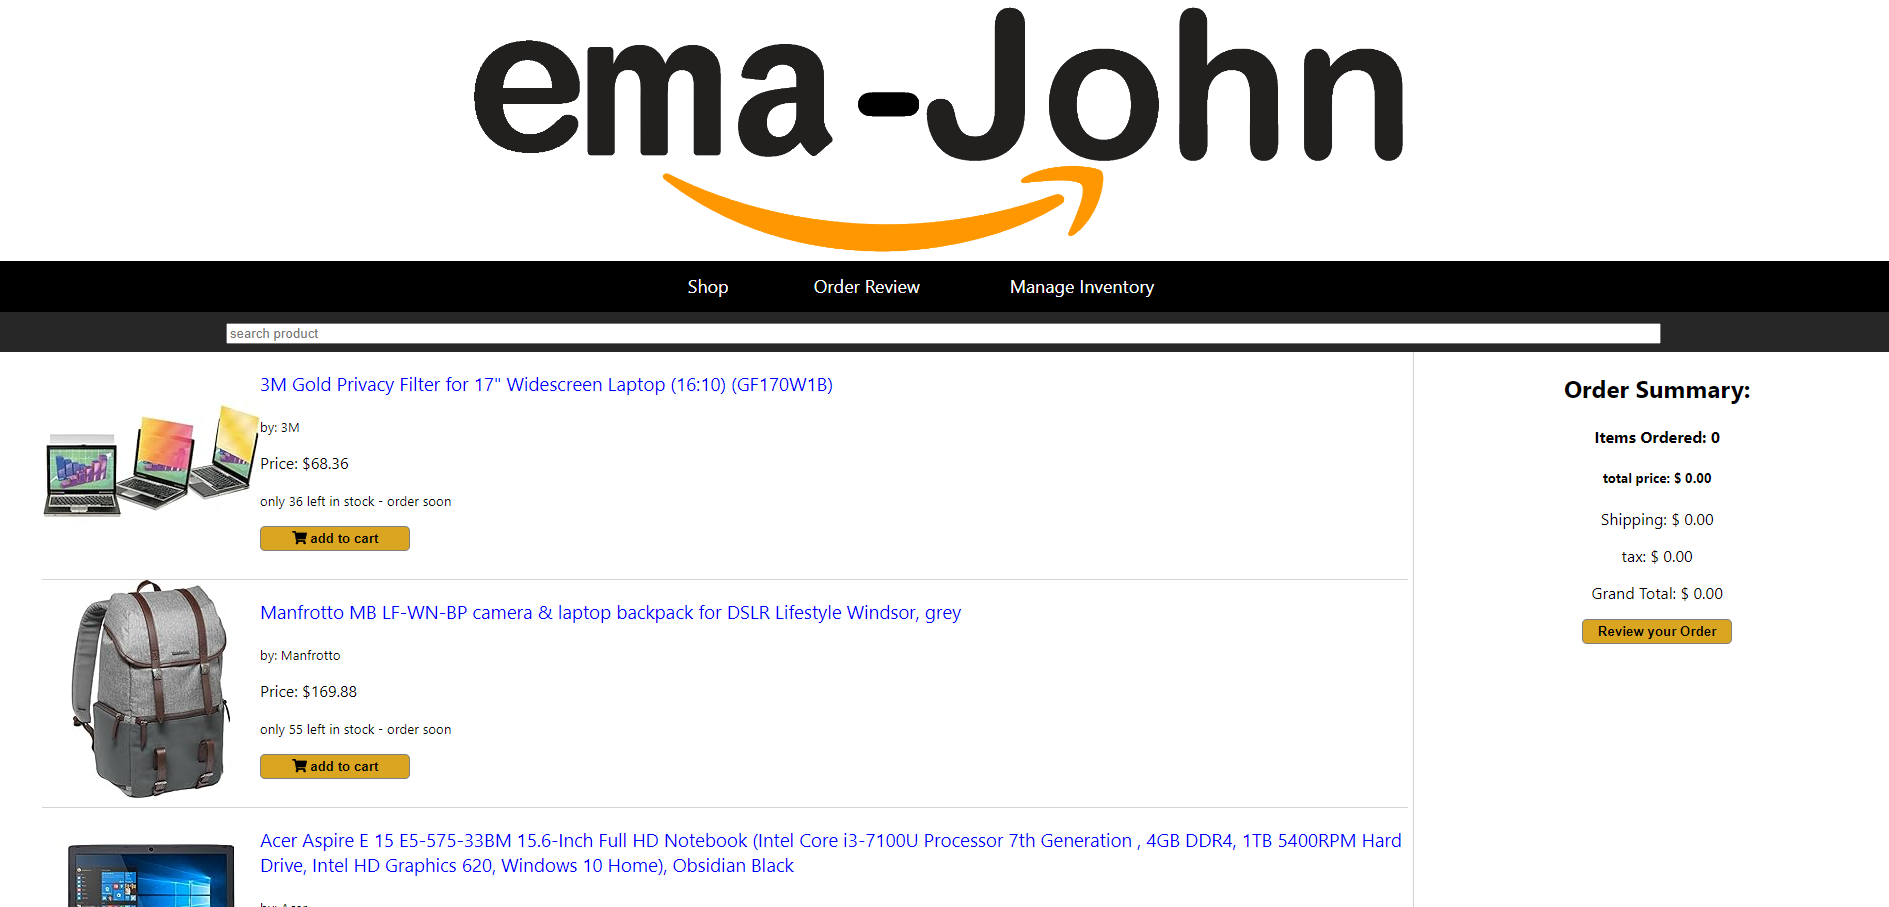 ema-John
Shop
Order Review
Manage Inventory
search product
3M Gold Privacy Filter for 17" Widescreen Laptop (16:10) (GF170W1B)
by: 3M
Price: $68.36
only 36 left in stock - order soon
add to cart
Manfrotto MB LF-WN-BP camera & laptop backpack for DSLR Lifestyle Windsor, grey
by: Manfrotto
Price: $169.88
only 55 left in stock - order soon
add to cart
Acer Aspire E 15 E5-575-33BM 15.6-Inch Full HD Notebook (Intel Core i3-7100U Processor 7th Generation , 4GB DDR4, 1TB 5400RPM Hard
Drive, Intel HD Graphics 620, Windows 10 Home), Obsidian Black
by: Acer
Order Summary:
Items Ordered: 0
total price: $ 0.00
Shipping: $ 0.00
tax: $ 0.00
Grand Total: $ 0.00
Review your Order